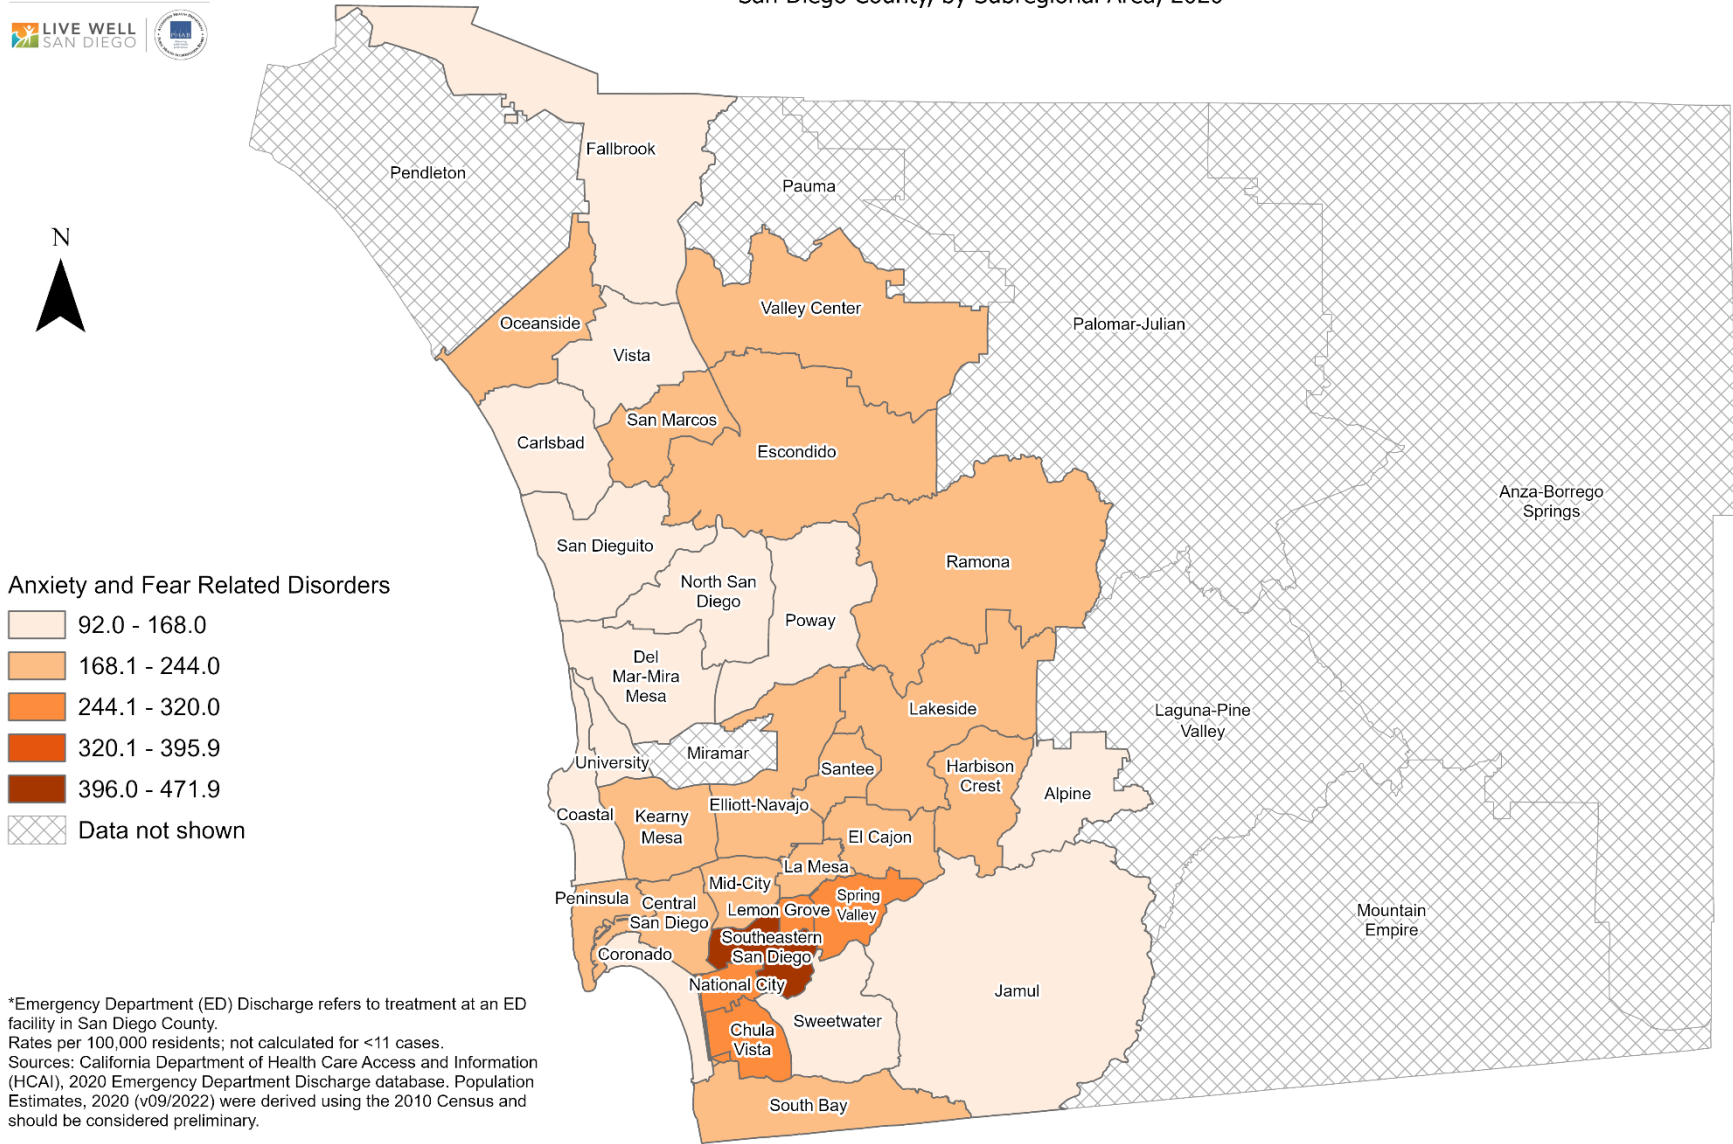 San Diego County, by Subregional Area, 2020
LIVE WELL
SAN DIEGO
PHAB
N
Fallbrook
Pendleton
Pauma
Valley Center
Oceanside
Palomar-Julian
Vista
San Marcos
Carlsbad
Escondido
Anza-Borrego
Springs
San Dieguito
Ramona
North San
Diego
Poway
Del
Mar-Mira
Mesa
Lakeside
Laguna-Pine
Valley
Miramar
University
Santee
Harbison
Crest
Alpine
Elliott-Navajo
Coastal
Kearny
Mesa
El Cajon
La Mesa
Mid-City
Peninsula
Central
San Diego
Spring
Valley
Lemon Grove
Mountain
Empire
Southeastern
San Diego
Coronado
National City
Jamul
Sweetwater
Chula
Vista
South Bay
Anxiety and Fear Related Disorders
92.0 - 168.0
168.1 - 244.0
244.1 - 320.0
320.1 - 395.9
396.0 - 471.9
Data not shown
*Emergency Department (ED) Discharge refers to treatment at an ED
facility in San Diego County.
Rates per 100,000 residents; not calculated for <11 cases.
Sources: California Department of Health Care Access and Information
(HCAI), 2020 Emergency Department Discharge database. Population
Estimates, 2020 (v09/2022) were derived using the 2010 Census and
should be considered preliminary.